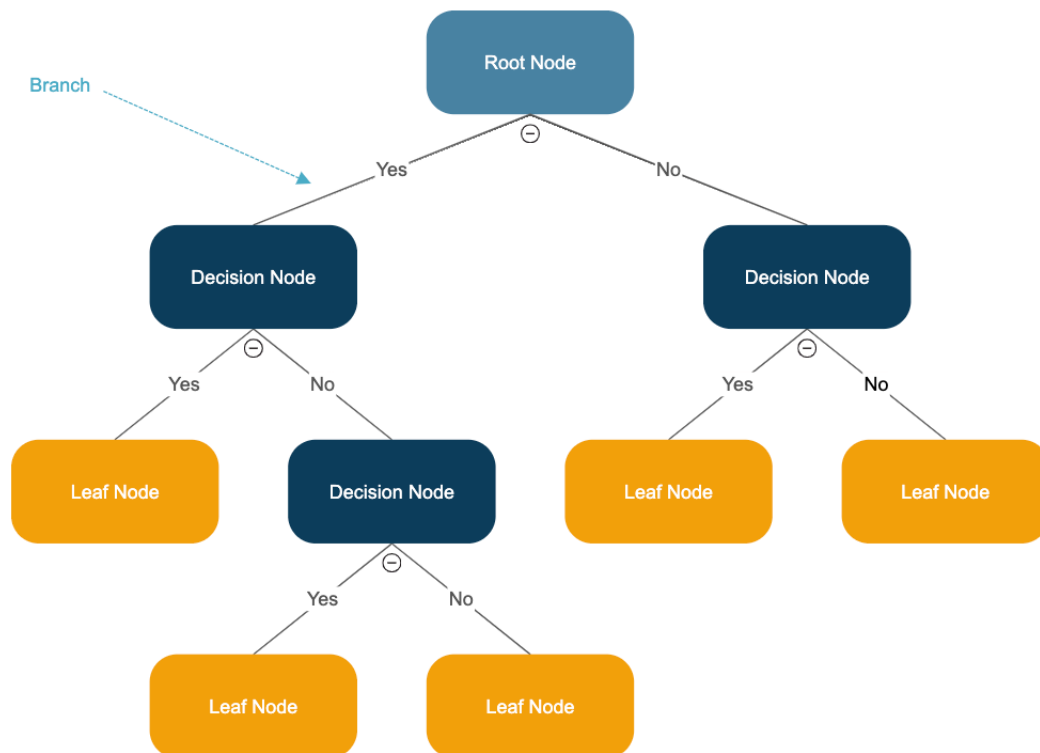 Root Node
Branch
Yes
No
Decision Node
Decision Node
Yes
No
Yes
No
Leaf Node
Decision Node
Leaf Node
Leaf Node
Yes
No
Leaf Node
Leaf Node